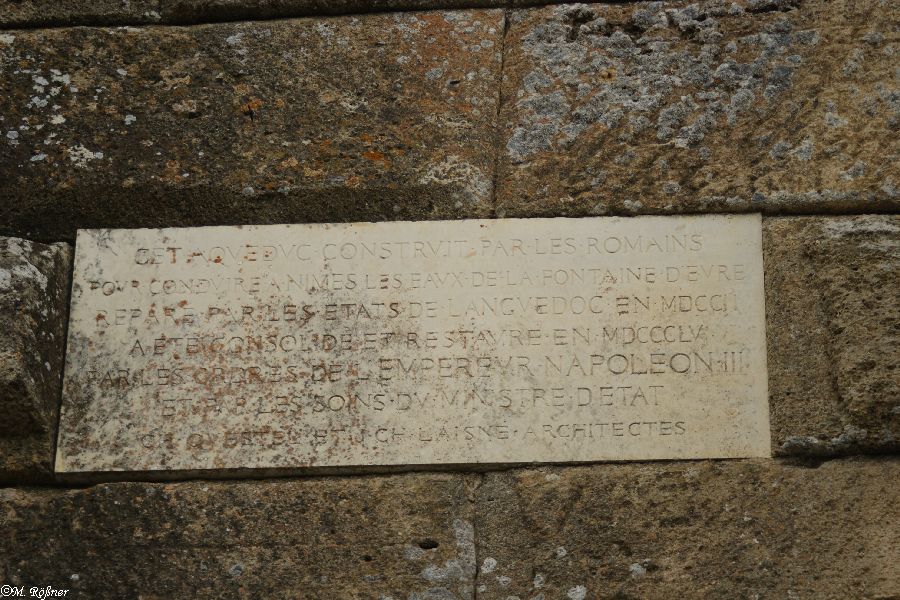 CET AQVEDVC CONSTRVIT PAR LES ROMAINS
POVR CONDVIRE A NIMES LES EAVX DE LA FONTAINE D'EVRE
REPARE PAR LES ETATS DE LANGVEDOC EN MDCCII
A ETE CONSOLIDE ET RESTAVRE EN MDCCCLV
PAR LES ORDRES DE L'EMPEREVR NAPOLEON III
ET PAR LES SOINS DV MINISTRE D'ETAT
QVESTEL ET J CH LAISNE ARCHITECTES
©M. Rößner